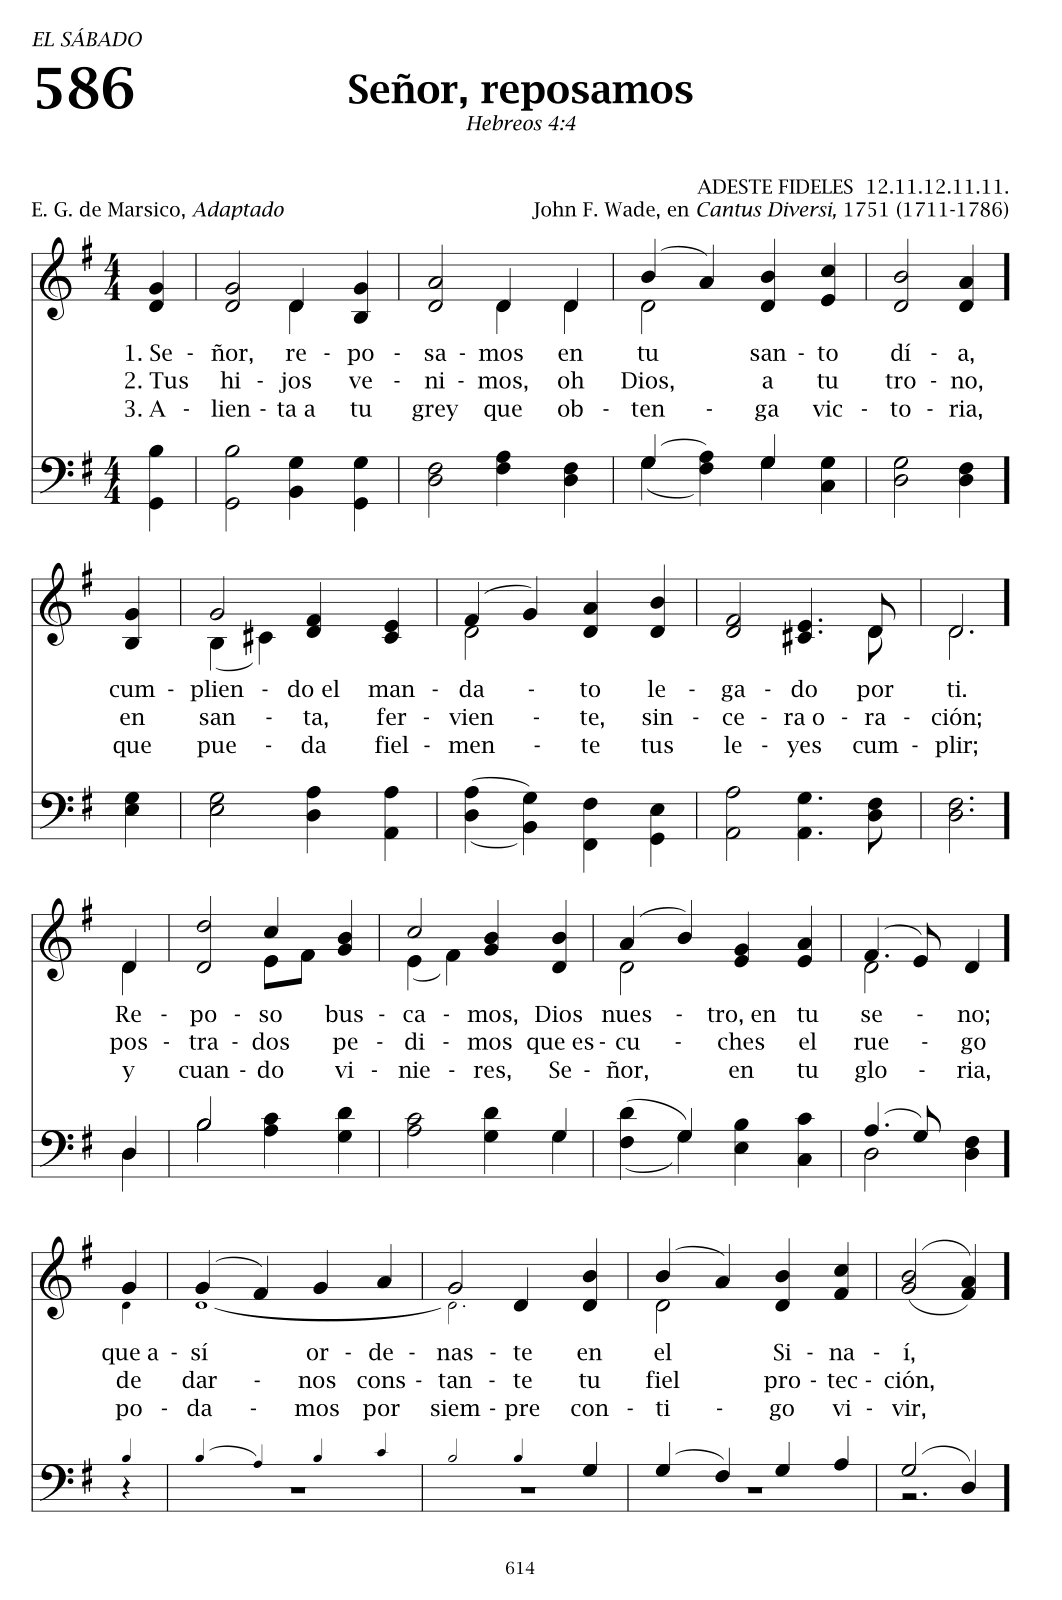 EL SÁBADO
586
Señor, reposamos
Hebreos 4:4
ADESTE FIDELES 12.11.12.11.11.
E. G. de Marsico, Adaptado
John F. Wade, en Cantus Diversi, 1751 (1711-1786)
1. Se - ñor, re - po - sa - mos en tu san - to dí - a,
2. Tus hi - jos ve - ni - mos, oh Dios, a tu tro - no,
3. A - lien - ta a tu grey que ob - ten - ga vic - to - ria,
cum - plien - do el man - da - to le - ga - do por ti.
en san - ta, fer - vien - te, sin - ce - ra o - ra - ción;
que pue - da fiel - men - te tus le - yes cum - plir;
Re - po - so bus - ca - mos, Dios nues - tro, en tu se - no;
pos - tra - dos pe - di - mos que es - cu - ches el rue - go
y cuan - do vi - nie - res, Se - ñor, en tu glo - ria,
que a - sí or - de - nas - te en el Si - na - í,
de dar - nos cons - tan - te tu fiel pro - tec - ción,
po - da - mos por siem - pre con - ti - go vi - vir,
614